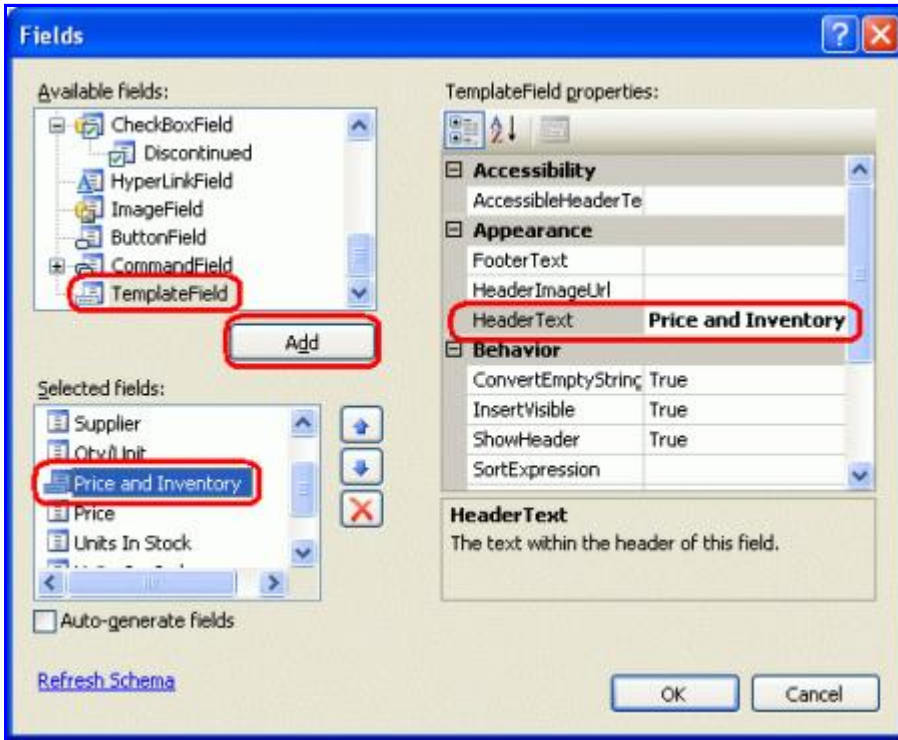 Fields
Available fields:
CheckBoxField
Discontinued
HyperLinkField
ImageField
ButtonField
CommandField
TemplateField
Add
Selected fields:
Supplier
Qty/Unit
Price and Inventory
Price
Units In Stock
Auto-generate fields
Refresh Schema
TemplateField properties:
Accessibility
AccessibleHeaderTe
Appearance
FooterText
HeaderImageUrl
HeaderText Price and Inventory
Behavior
ConvertEmptyString True
InsertVisible True
ShowHeader True
SortExpression
HeaderText
The text within the header of this field.
OK Cancel